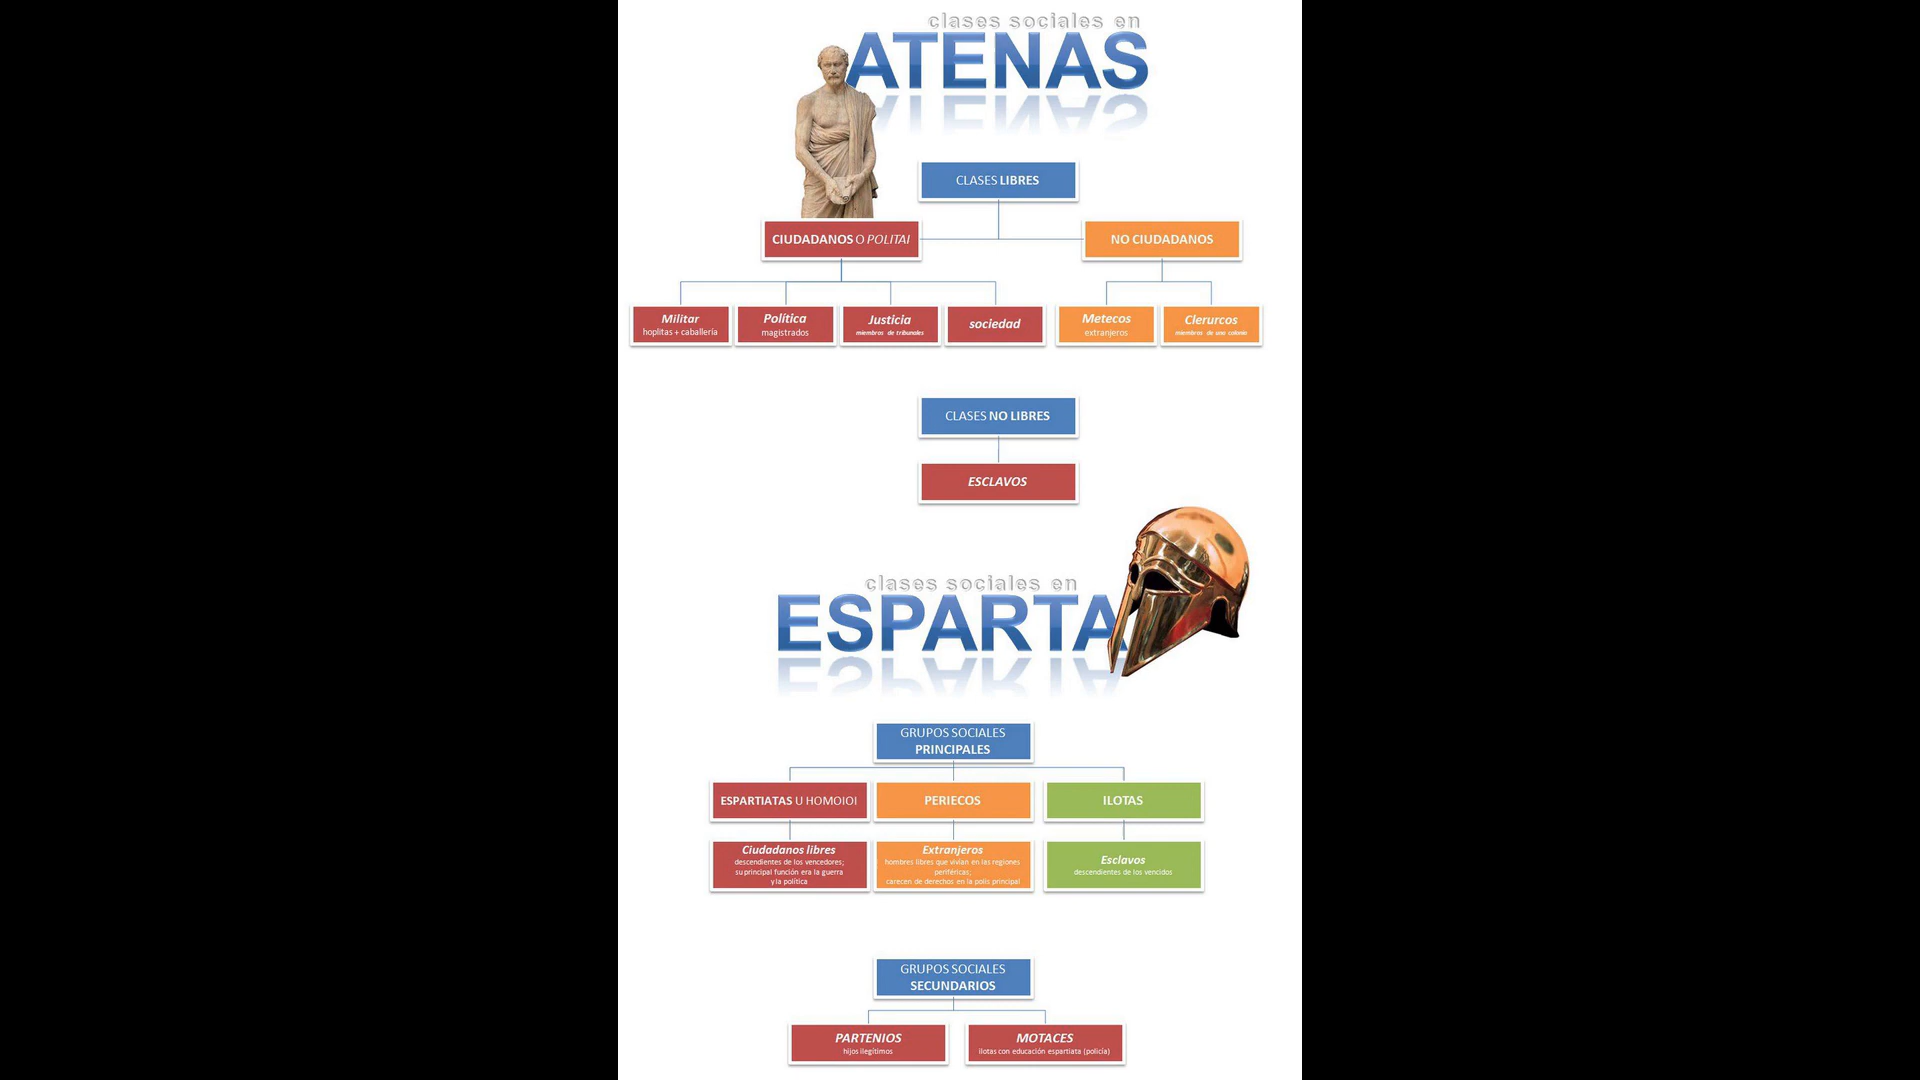 clases sociales en
ATENAS
CLASES LIBRES
CIUDADANOS O POLITAI
NO CIUDADANOS
Militar
hoplitas + caballería
Política
magistrados
Justicia
miembros de tribunales
sociedad
Metecos
extranjeros
Clerurcos
miembros de una colonia
CLASES NO LIBRES
ESCLAVOS
clases sociales en
ESPARTA
GRUPOS SOCIALES
PRINCIPALES
ESPARTIATAS U HOMOIOI
PERIECOS
ILOTAS
Ciudadanos libres
descendientes de los vencedores;
su principal función era la guerra
y la política
Extranjeros
hombres libres que vivían en las regiones
periféricas;
carecen de derechos en la polis principal
Esclavos
descendientes de los vencidos
GRUPOS SOCIALES
SECUNDARIOS
PARTENIOS
hijos ilegítimos
MOTACES
ilotas con educación espartiata (policía)